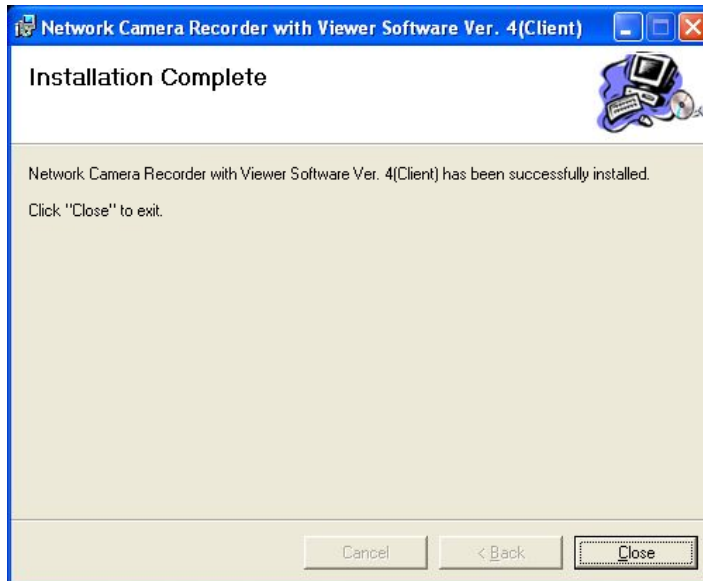 Network Camera Recorder with Viewer Software Ver. 4(Client)
Installation Complete
Network Camera Recorder with Viewer Software Ver. 4(Client) has been successfully installed.
Click "Close" to exit.
Cancel
< Back
Close